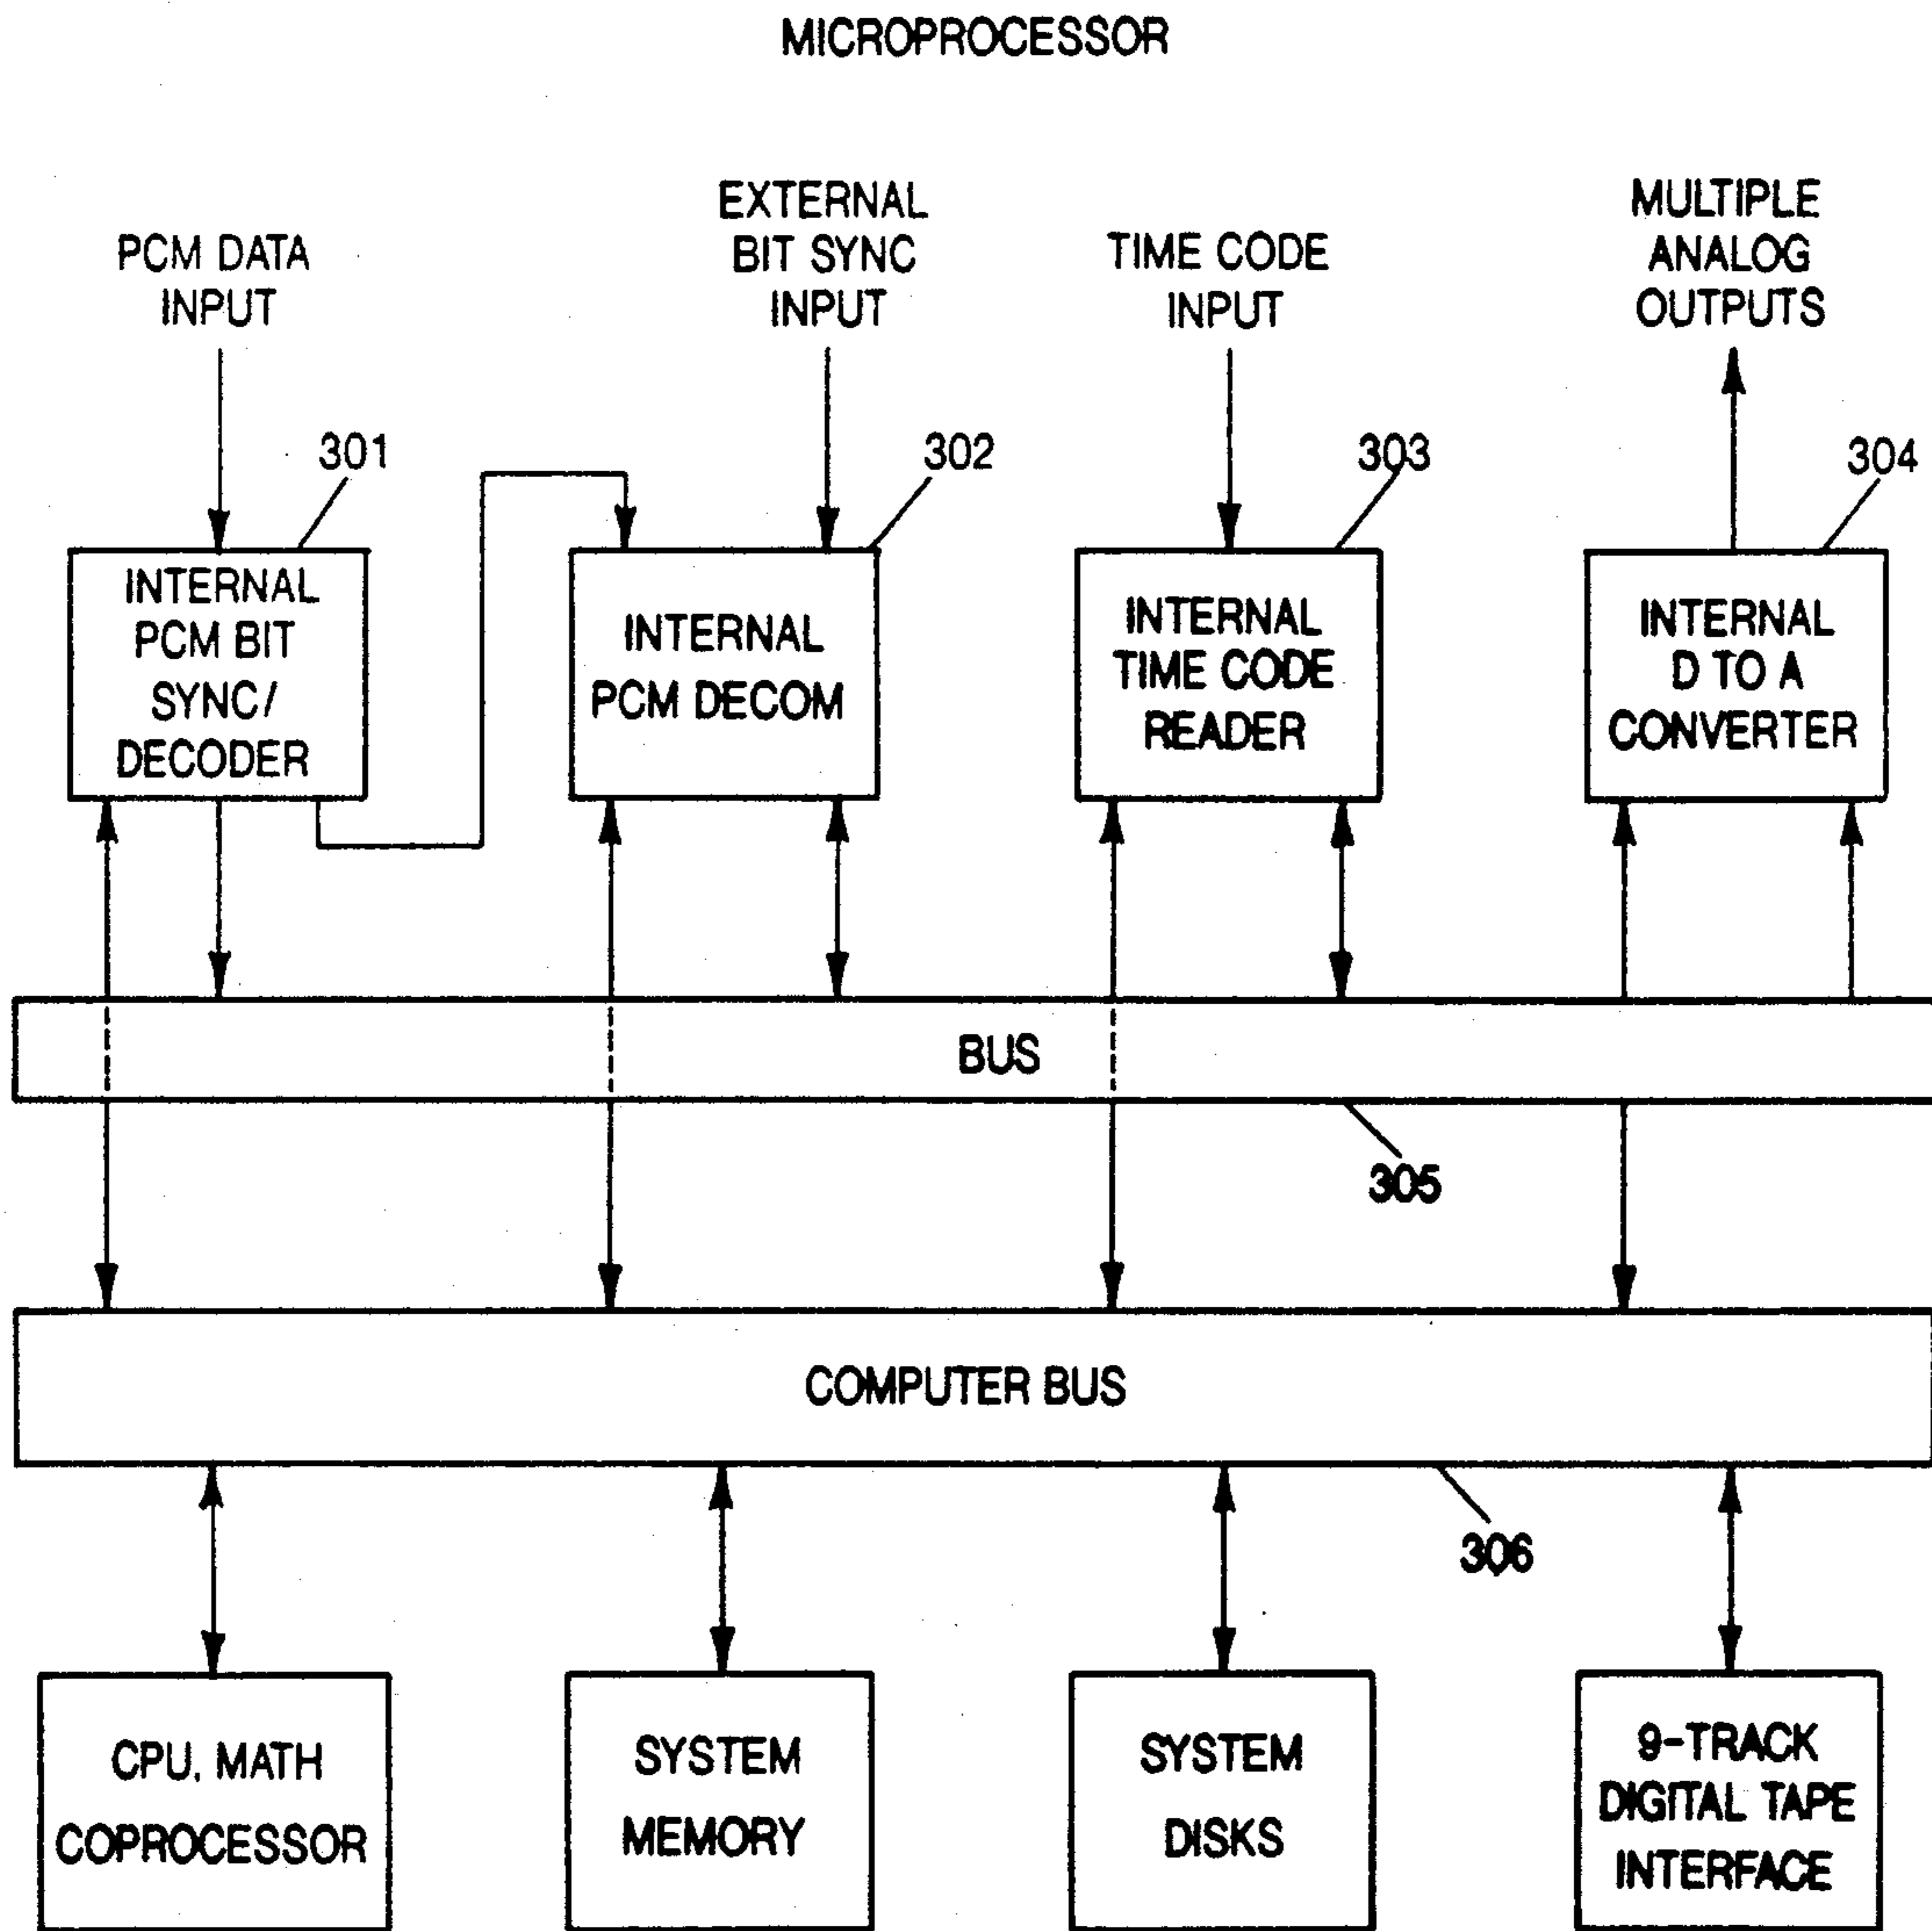 MICROPROCESSOR
PCM DATA
INPUT
EXTERNAL
BIT SYNC
INPUT
TIME CODE
INPUT
MULTIPLE
ANALOG
OUTPUTS
301
302
303
304
INTERNAL
PCM BIT
SYNC/
DECODER
INTERNAL
PCM DECOM
INTERNAL
TIME CODE
READER
INTERNAL
D TO A
CONVERTER
BUS
305
COMPUTER BUS
306
CPU, MATH
COPROCESSOR
SYSTEM
MEMORY
SYSTEM
DISKS
9-TRACK
DIGITAL TAPE
INTERFACE